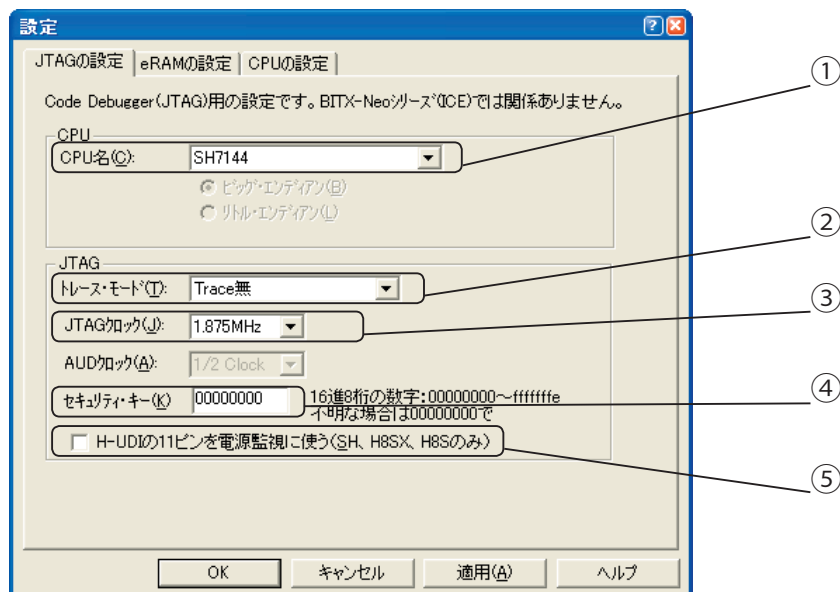 設定
JTAGの設定 eRAMの設定 CPUの設定
Code Debugger(JTAG)用の設定です。BITX-Neoシリーズ(ICE)では関係ありません。
CPU
CPU名(C): SH7144
ビッグ・エンディアン(B)
リトル・エンディアン(L)
JTAG
トレース・モード(T): Trace無
JTAGクロック(J): 1.875MHz
AUDクロック(A): 1/2 Clock
セキュリティ・キー(K) 00000000 16進8桁の数字:00000000～fffffffe
不明な場合は00000000で
H-UDIの11ピンを電源監視に使う(SH、H8SX、H8Sのみ)
OK キャンセル 適用(A) ヘルプ
①
②
③
④
⑤